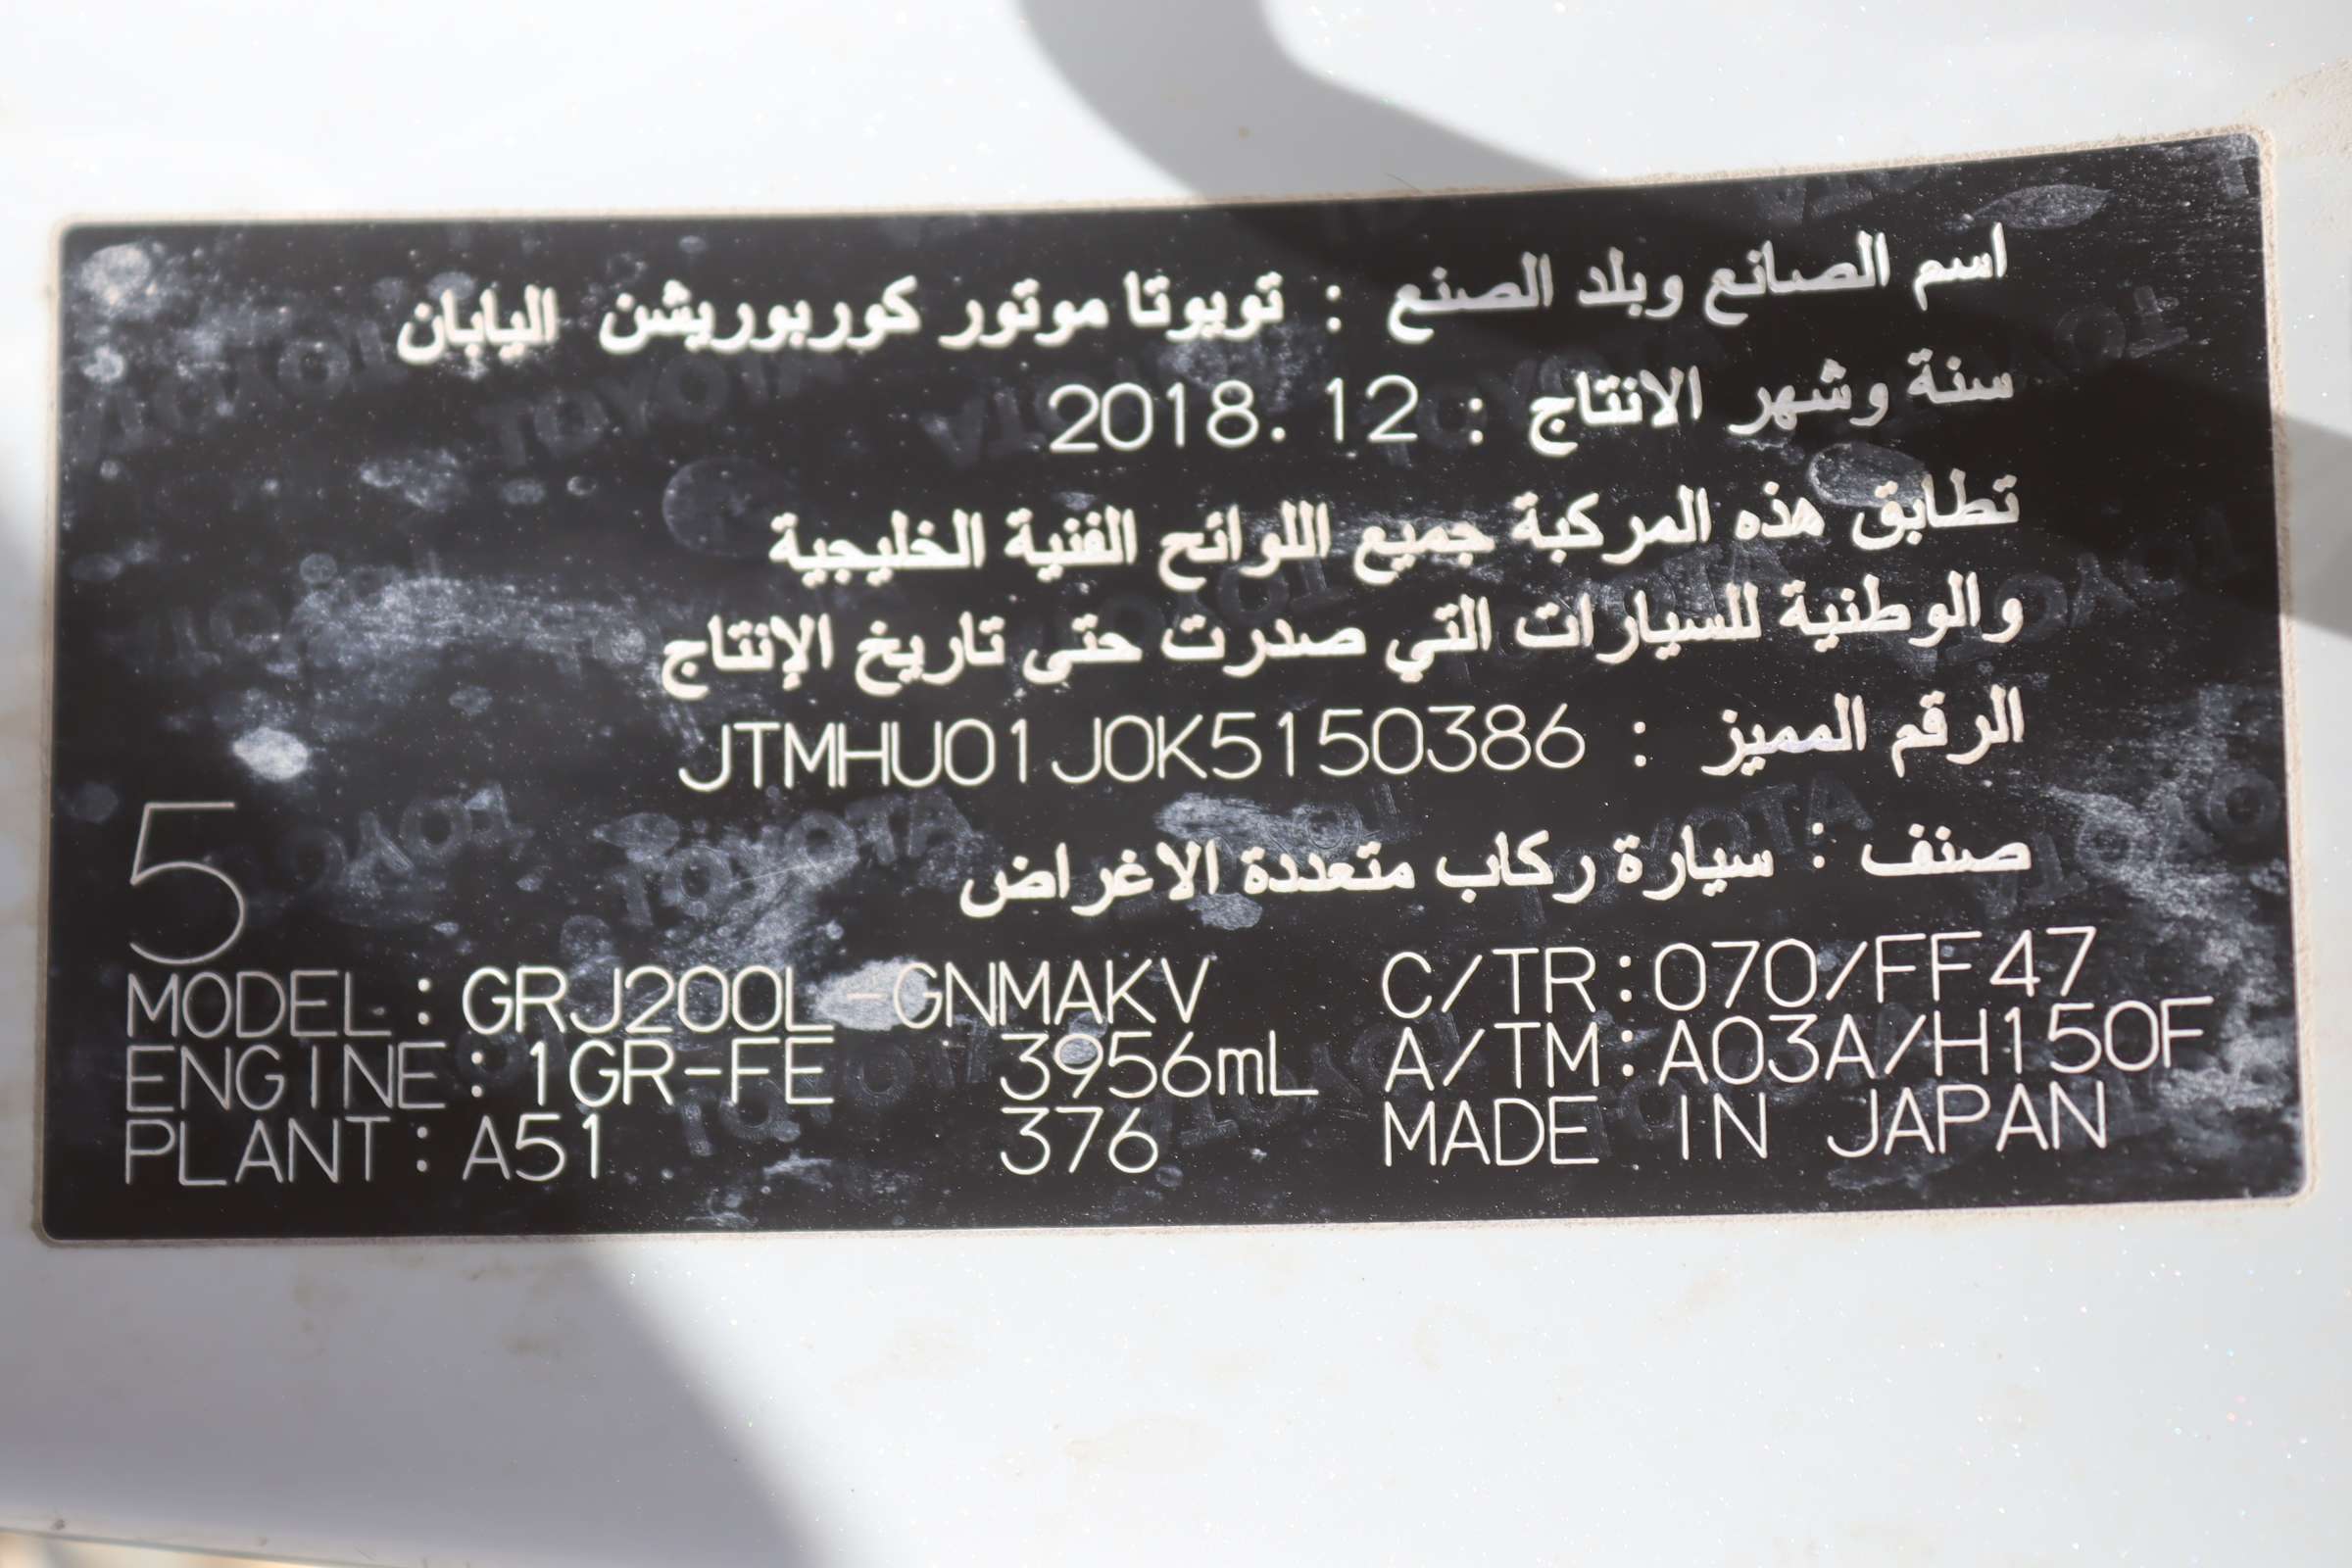 اسم الصانع وبلد الصنع : تويوتا موتور كوربوريشن اليابان
سنة وشهر الانتاج : 2018.12
تطابق هذه المركبة جميع اللوائح الفنية الخليجية
والوطنية للسيارات التي صدرت حتى تاريخ الإنتاج
الرقم المميز : JTMHU01J0K5150386
صنف : سيارة ركاب متعددة الاغراض
5
MODEL: GRJ200L-GNMAKV C/TR:070/FF47
ENGINE: 1GR-FE 3956mL A/TM:A03A/H150F
PLANT: A51 376 MADE IN JAPAN